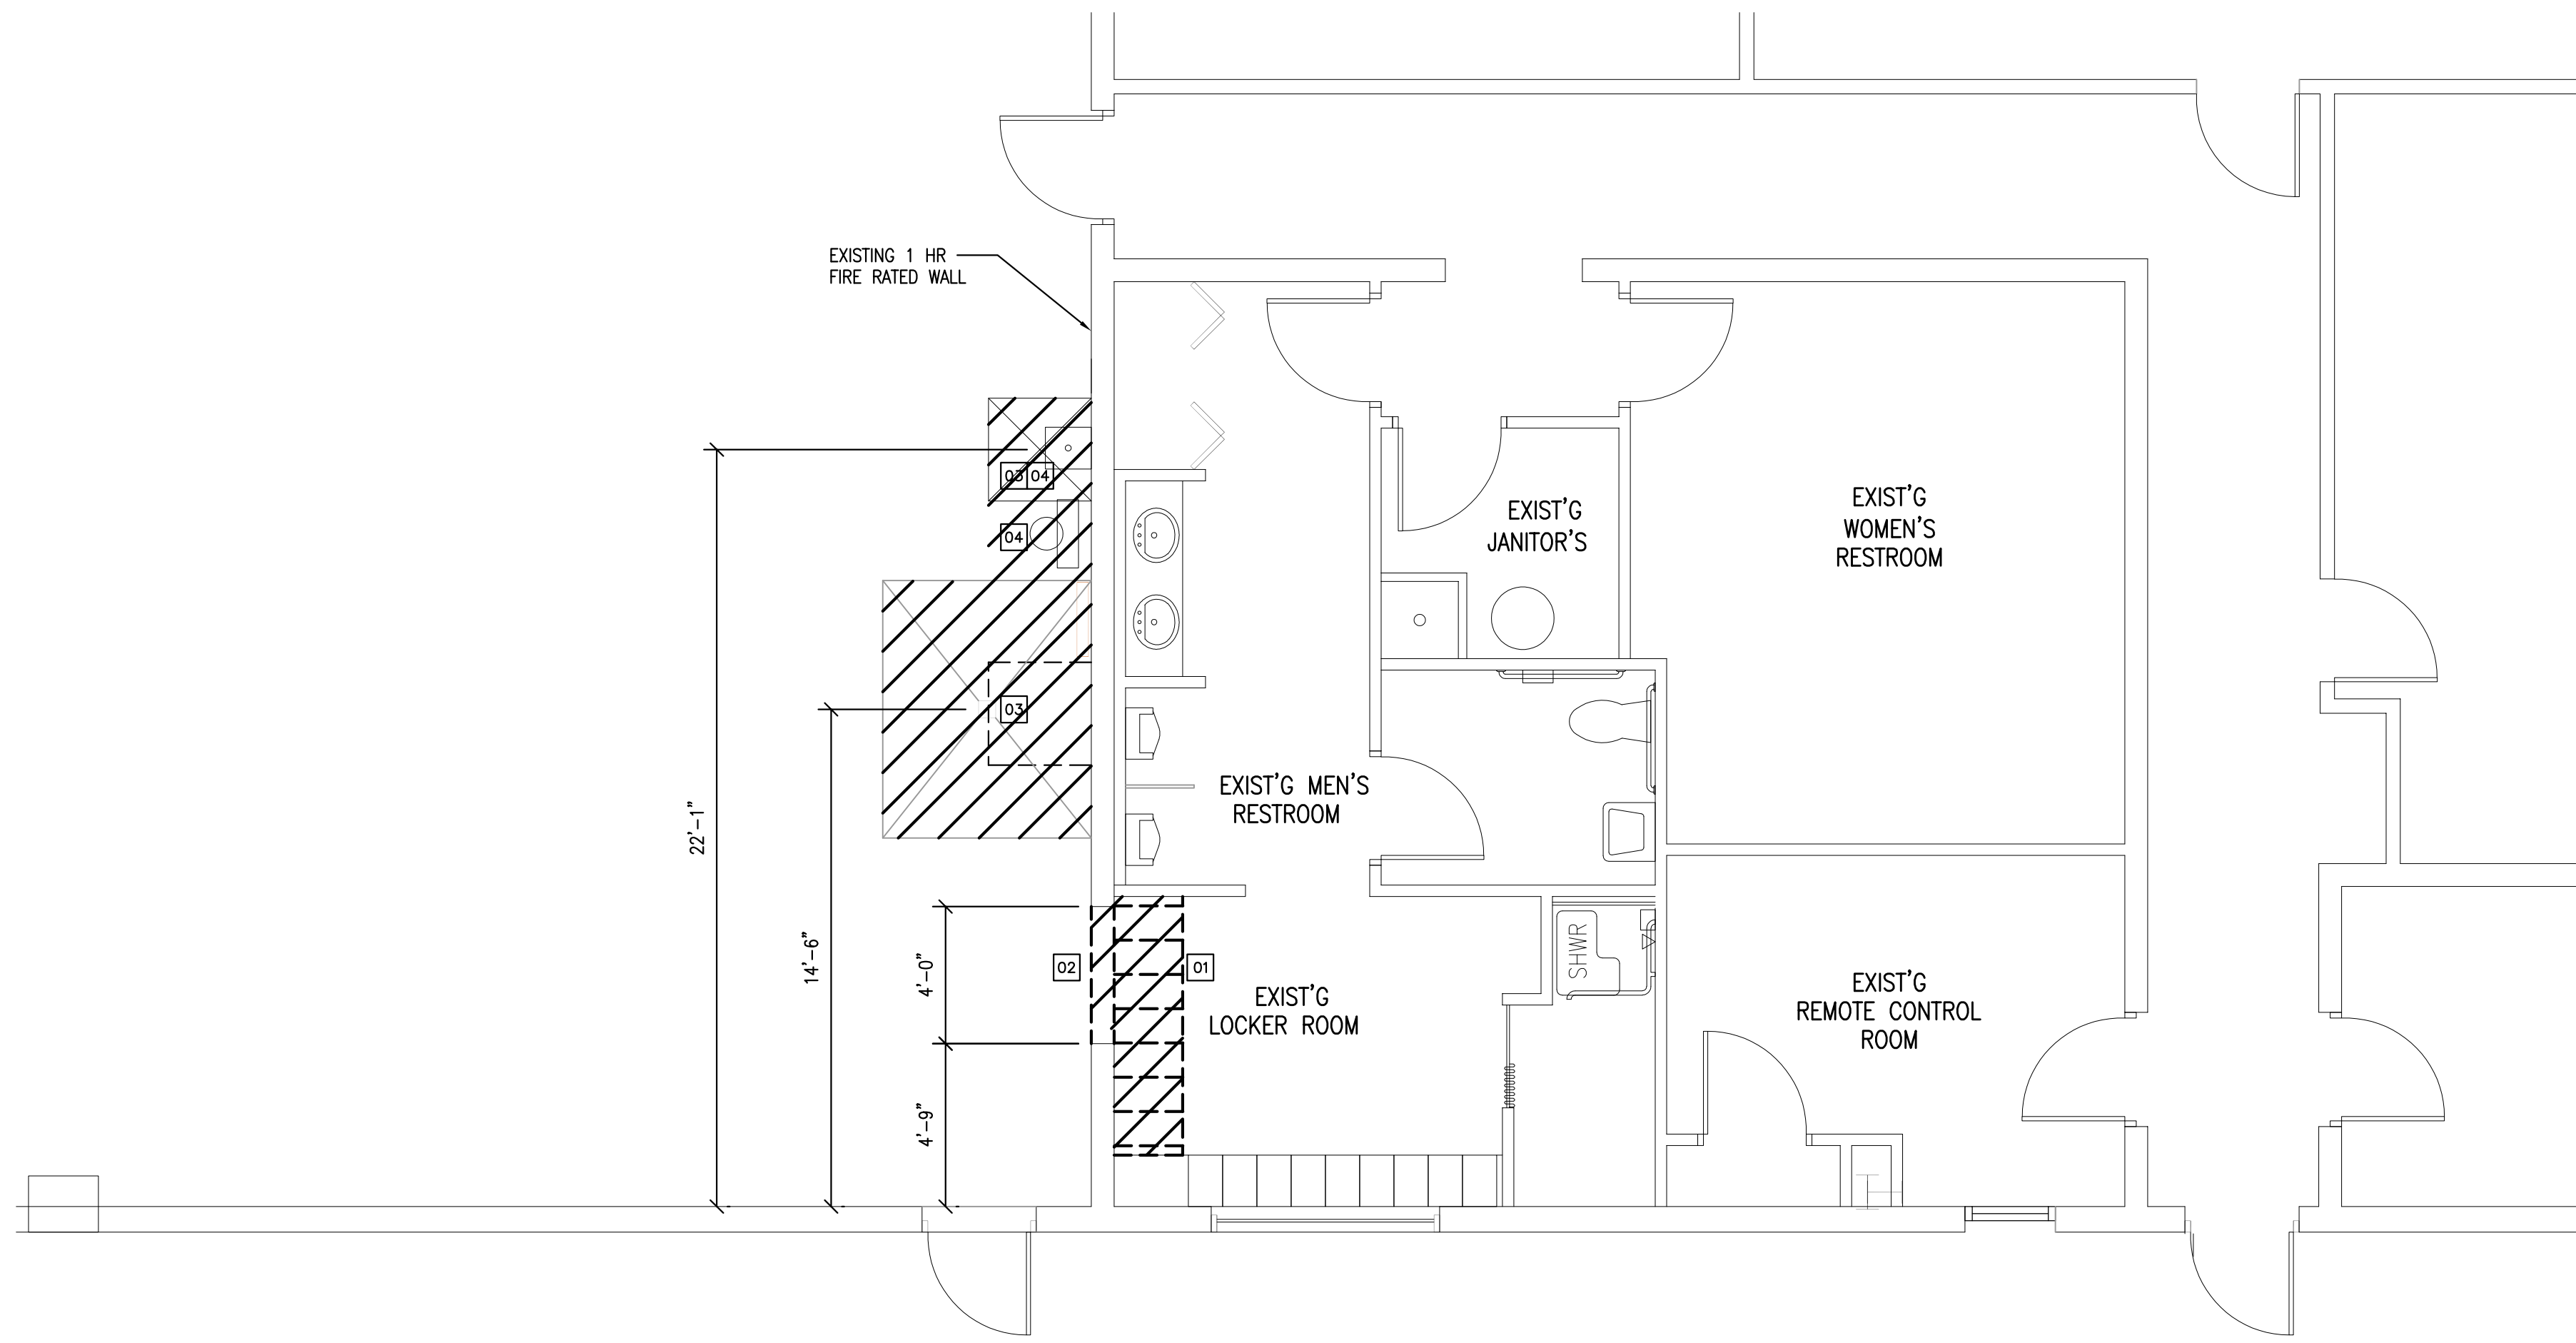 EXISTING 1 HR
FIRE RATED WALL
03 04
04
EXIST'G
JANITOR'S
EXIST'G
WOMEN'S
RESTROOM
03
EXIST'G MEN'S
RESTROOM
22'-1"
14'-6"
4'-0"
4'-9"
02
01
SHWR
EXIST'G
LOCKER ROOM
EXIST'G
REMOTE CONTROL
ROOM